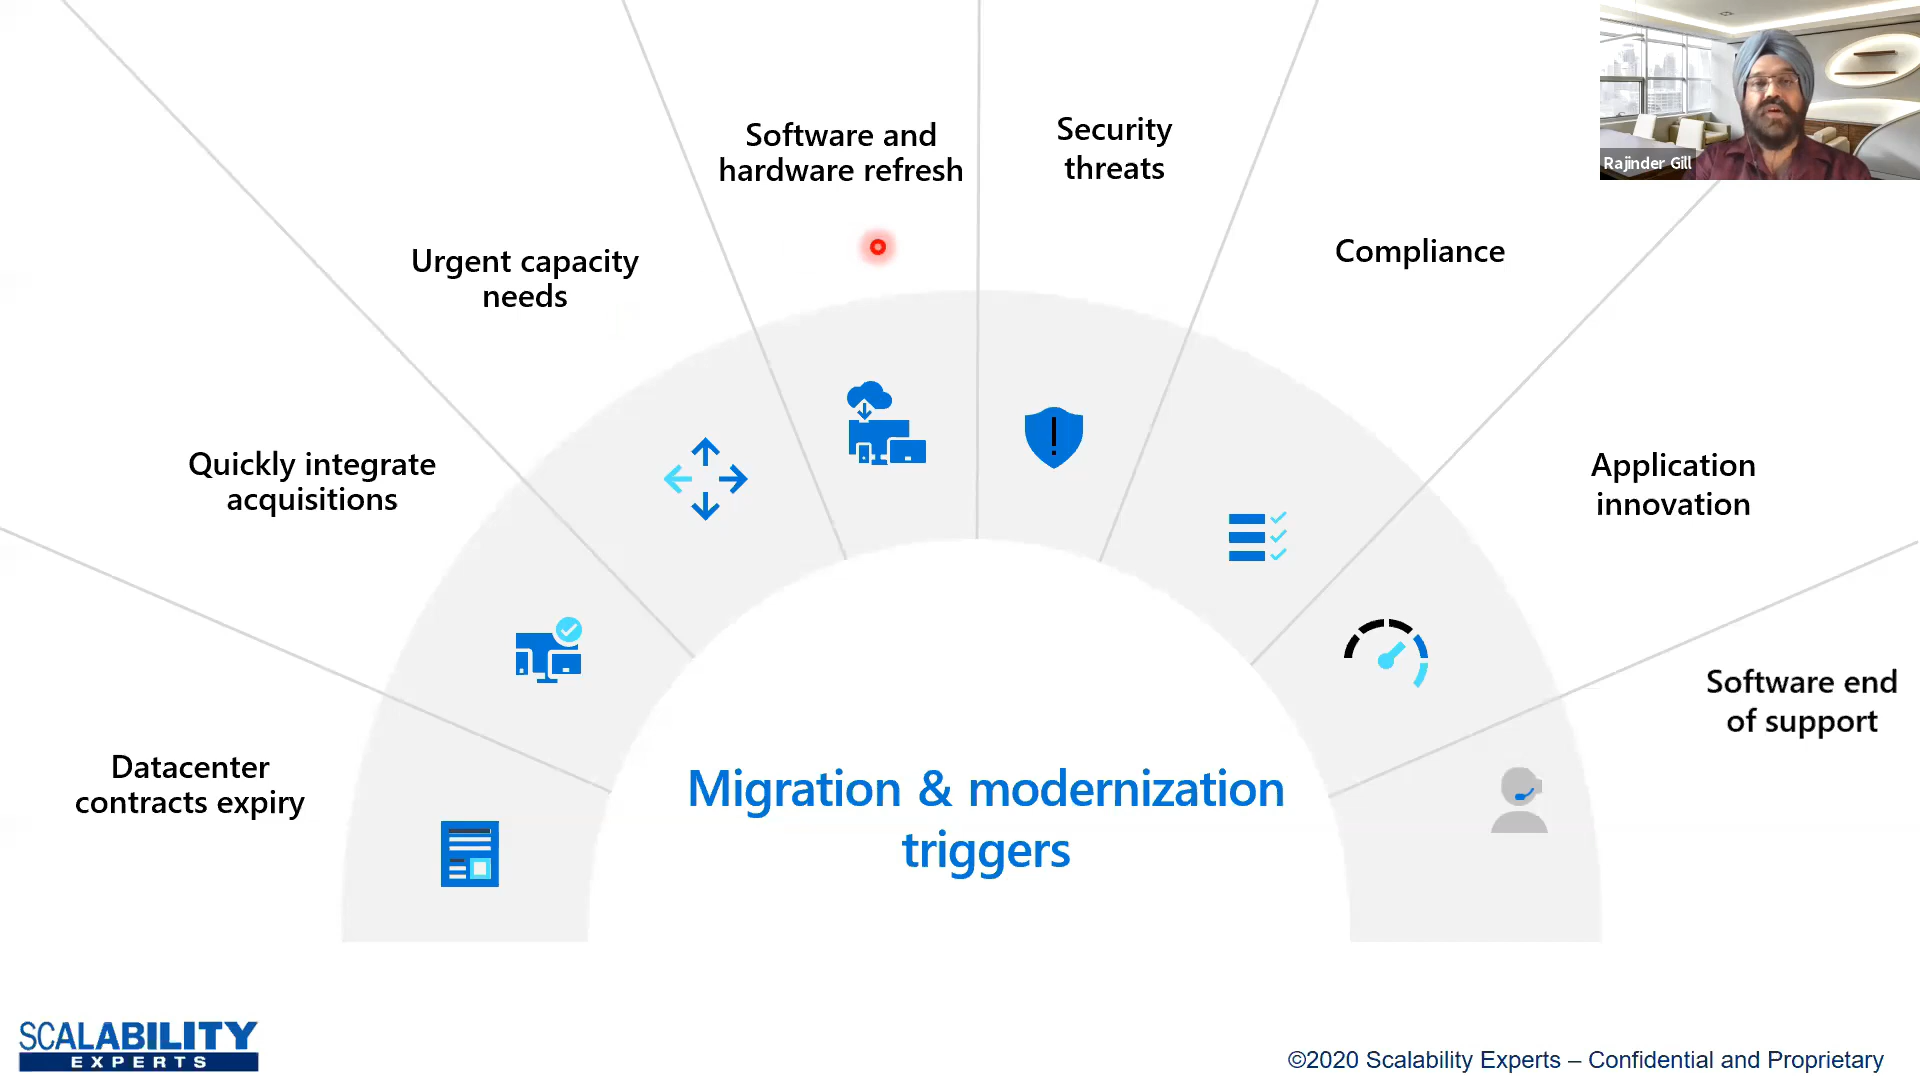 Software and
hardware refresh
Security
threats
Rajinder Gill
Urgent capacity
needs
Compliance
Quickly integrate
acquisitions
Application
innovation
Software end
of support
Datacenter
contracts expiry
Migration & modernization
triggers
SCALABILITY
EXPERTS
©2020 Scalability Experts – Confidential and Proprietary